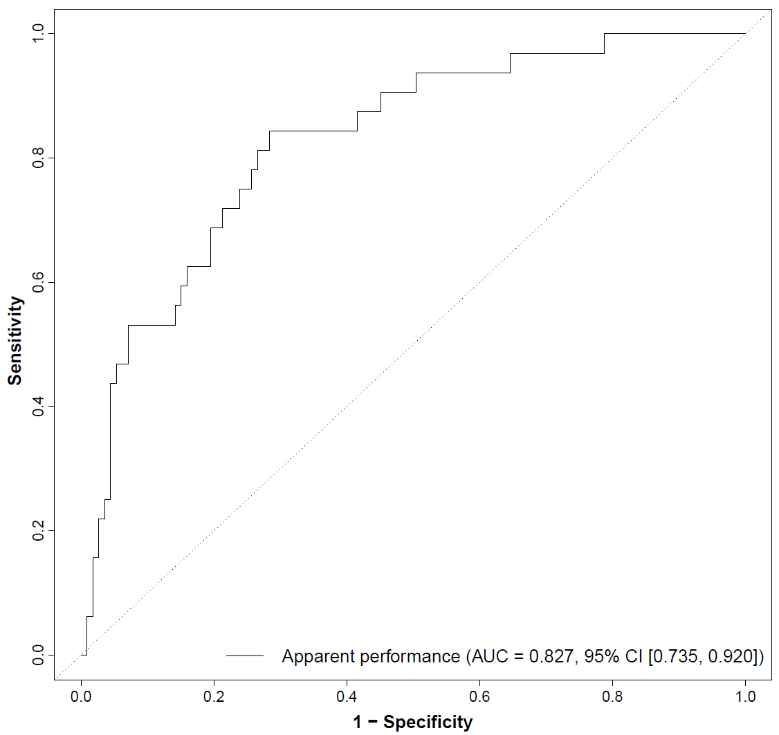 1.0
0.8
0.6
0.4
0.2
0.0
Sensitivity
Apparent performance (AUC = 0.827, 95% CI [0.735, 0.920])
0.0 0.2 0.4 0.6 0.8 1.0
1 − Specificity